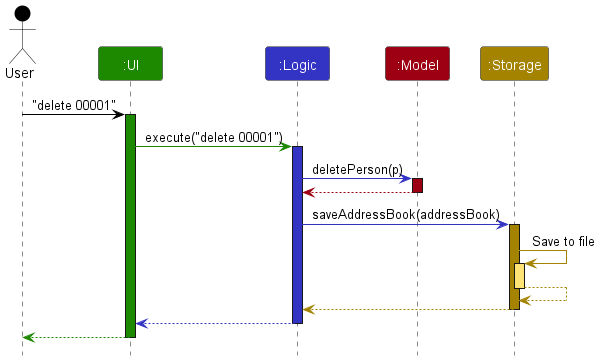 User
:UI
:Logic
:Model
:Storage
"delete 00001"
execute("delete 00001")
deletePerson(p)
saveAddressBook(addressBook)
Save to file